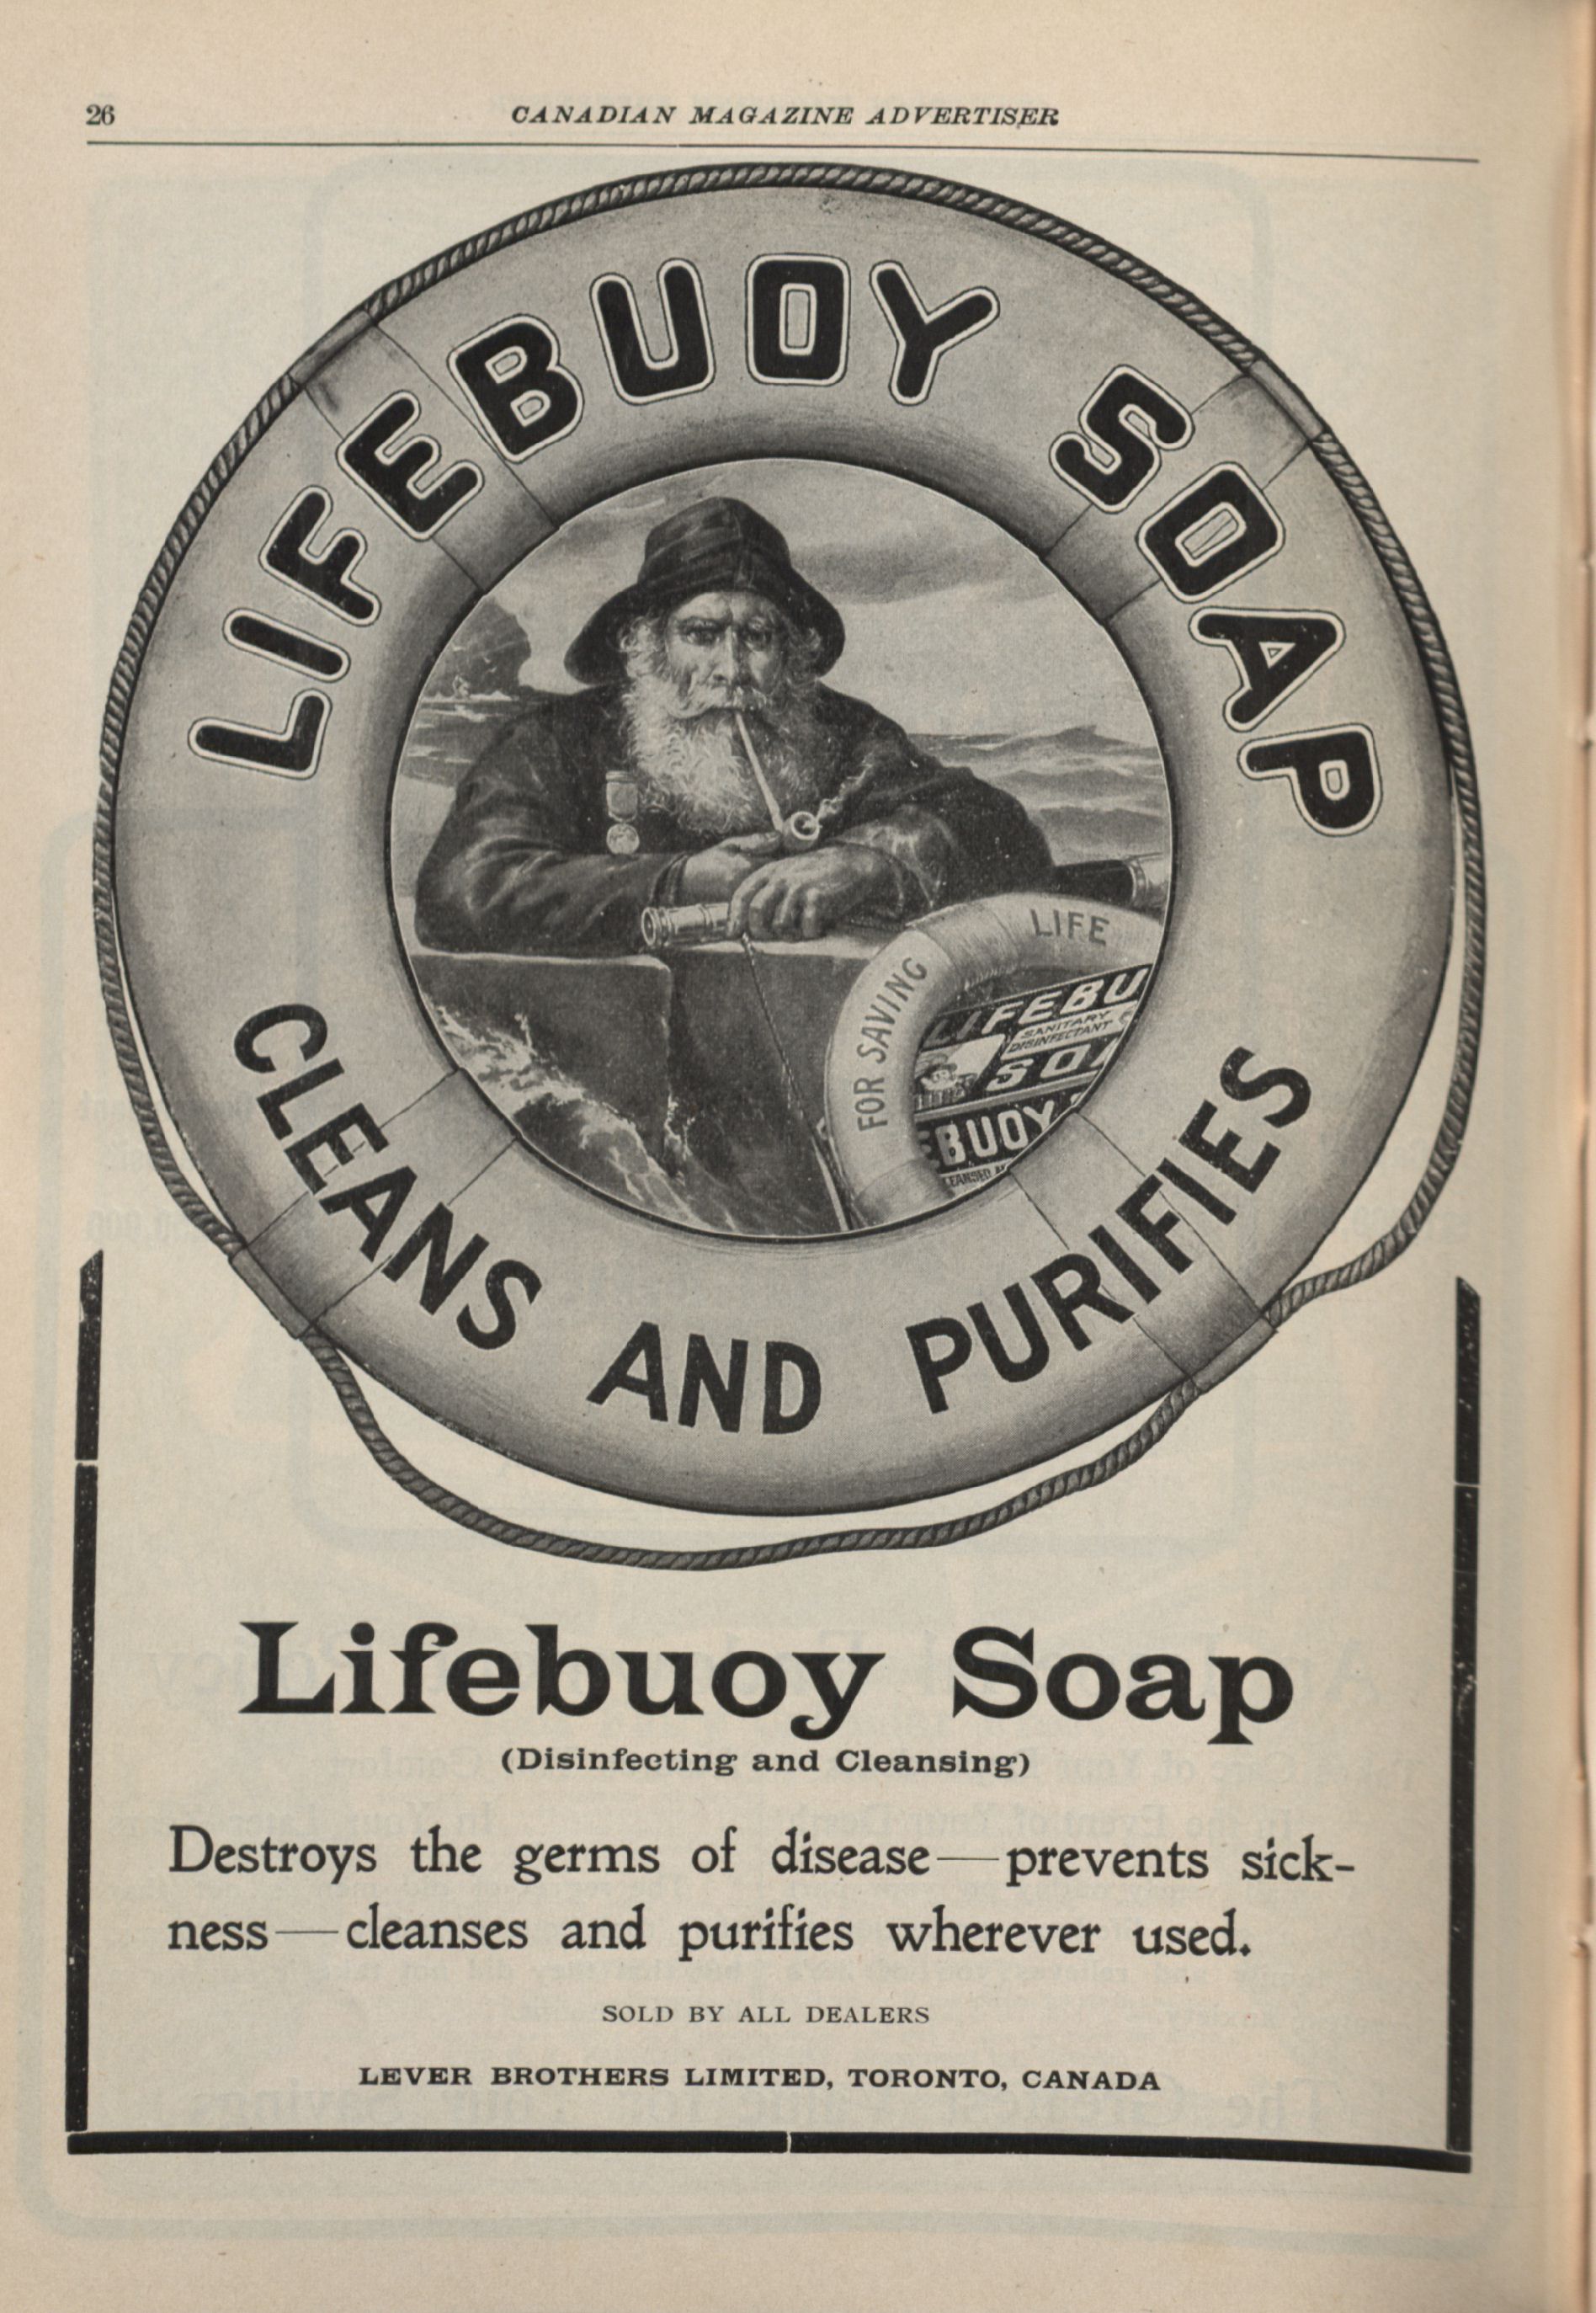 26
CANADIAN MAGAZINE ADVERTISER
LIFEBUOY SOAP
LIFE
FOR SAVING
LIFEBU
SANITARY
DISINFECTANT
SOA
EBUOY
CLEANS AND PURIFIES
Lifebuoy Soap
(Disinfecting and Cleansing)
Destroys the germs of disease—prevents sick-
ness—cleanses and purifies wherever used.
SOLD BY ALL DEALERS
LEVER BROTHERS LIMITED, TORONTO, CANADA